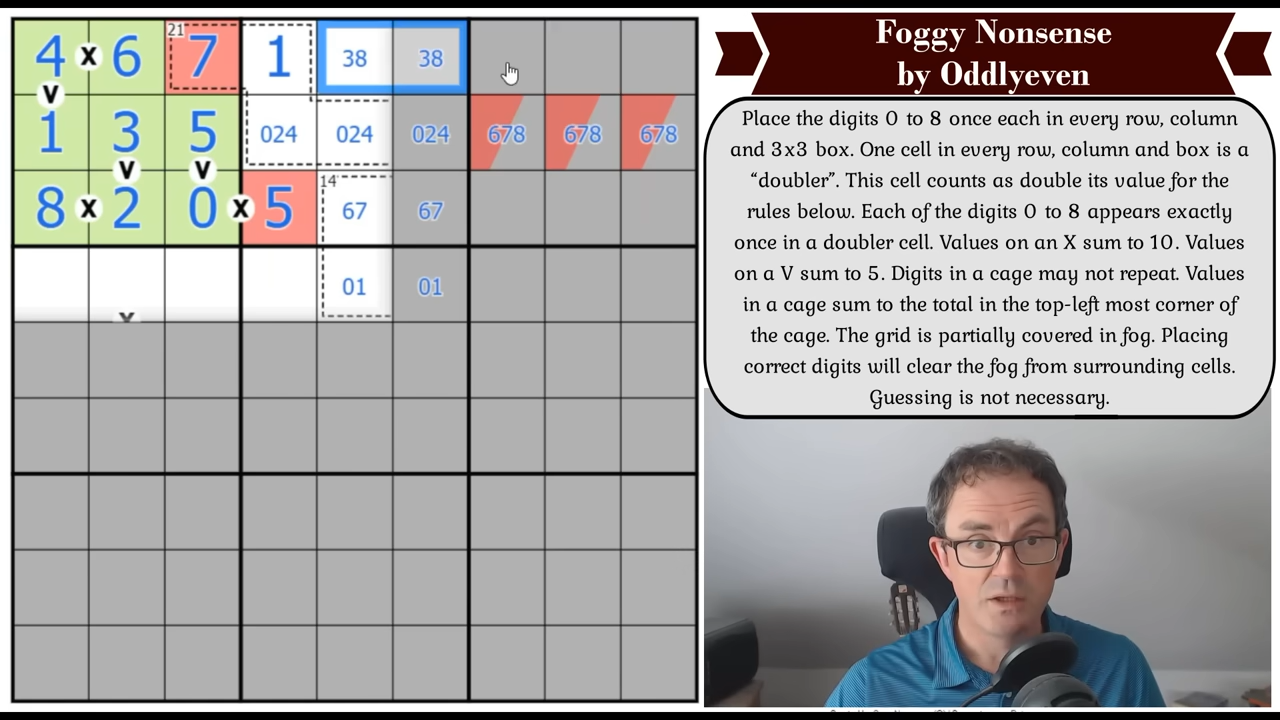 Foggy Nonsense
by Oddlyeven
Place the digits 0 to 8 once each in every row, column
and 3x3 box. One cell in every row, column and box is a
“doubler”. This cell counts as double its value for the
rules below. Each of the digits 0 to 8 appears exactly
once in a doubler cell. Values on an X sum to 10. Values
on a V sum to 5. Digits in a cage may not repeat. Values
in a cage sum to the total in the top-left most corner of
the cage. The grid is partially covered in fog. Placing
correct digits will clear the fog from surrounding cells.
Guessing is not necessary.
4 X 6 21 7 1 38 38
V
1 3 5 024 024 024 678 678 678
V V
8 X 2 0 X 5 14 67 67
01 01